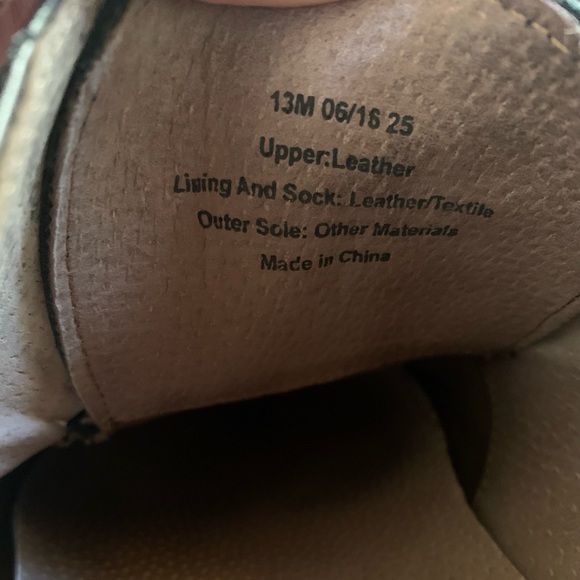 13M 06/16 25
Upper:Leather
Lining And Sock: Leather/Textile
Outer Sole: Other Materials
Made in China